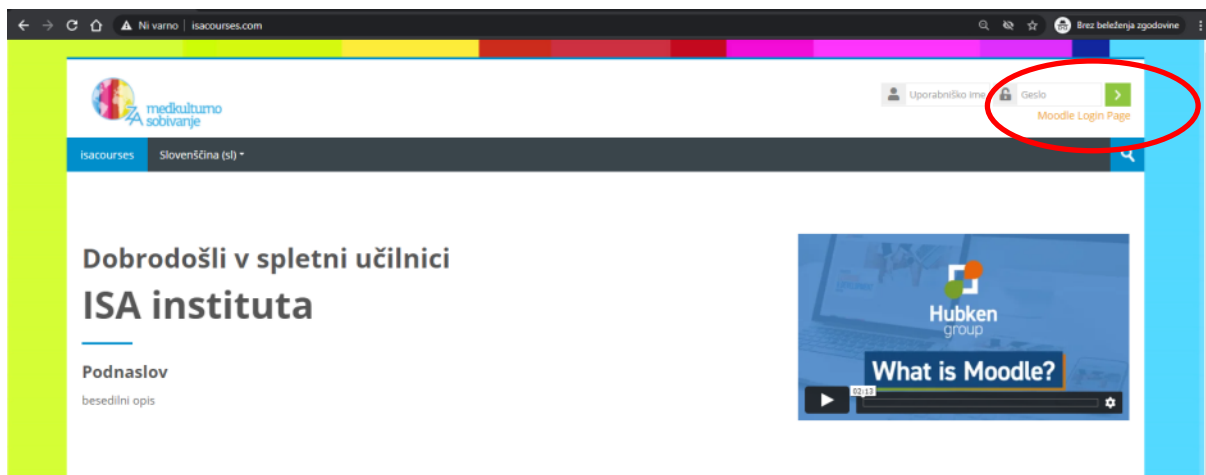 Ni varno isacourses.com Brez beleženja zgodovine
ZA medkulturno
sobivanje
Uporabniško ime Geslo
Moodle Login Page
isacourses Slovenščina (sl)
Dobrodošli v spletni učilnici
ISA instituta
Podnaslov
besedilni opis
Hubken
group
What is Moodle?
02:13